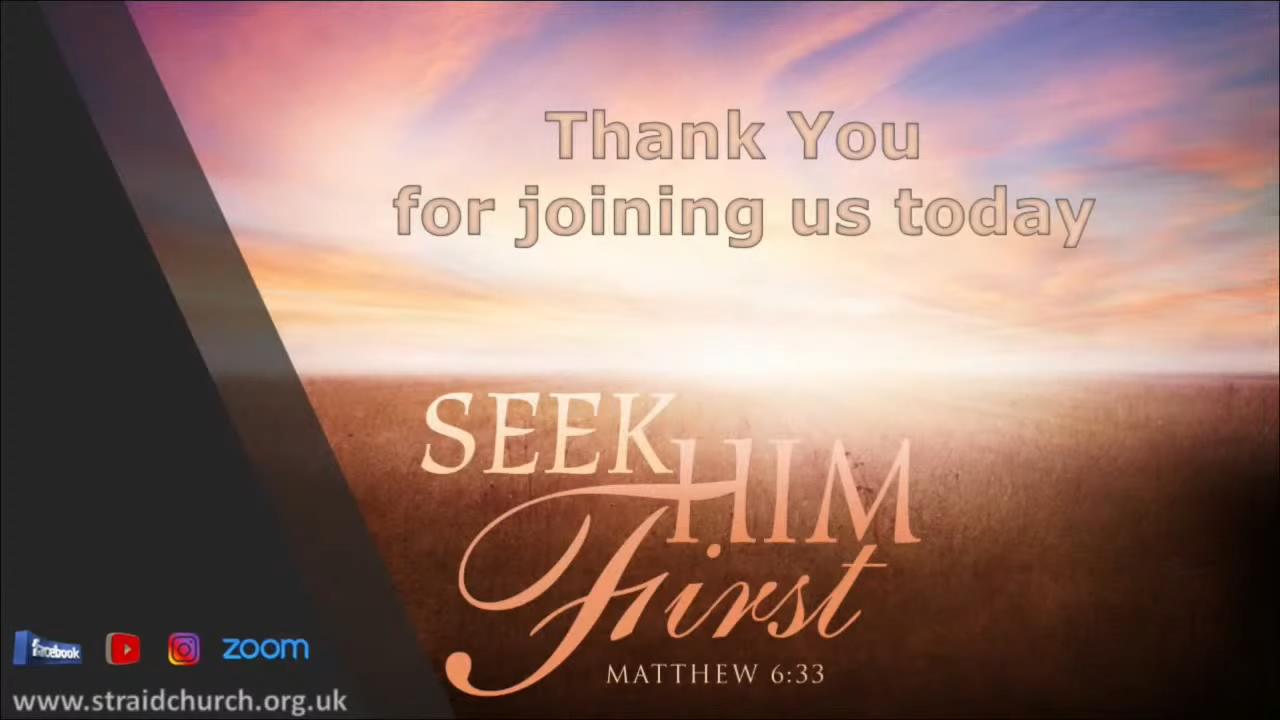 Thank You
for joining us today
SEEK
HIM
First
MATTHEW 6:33
facebook
zoom
www.straidchurch.org.uk